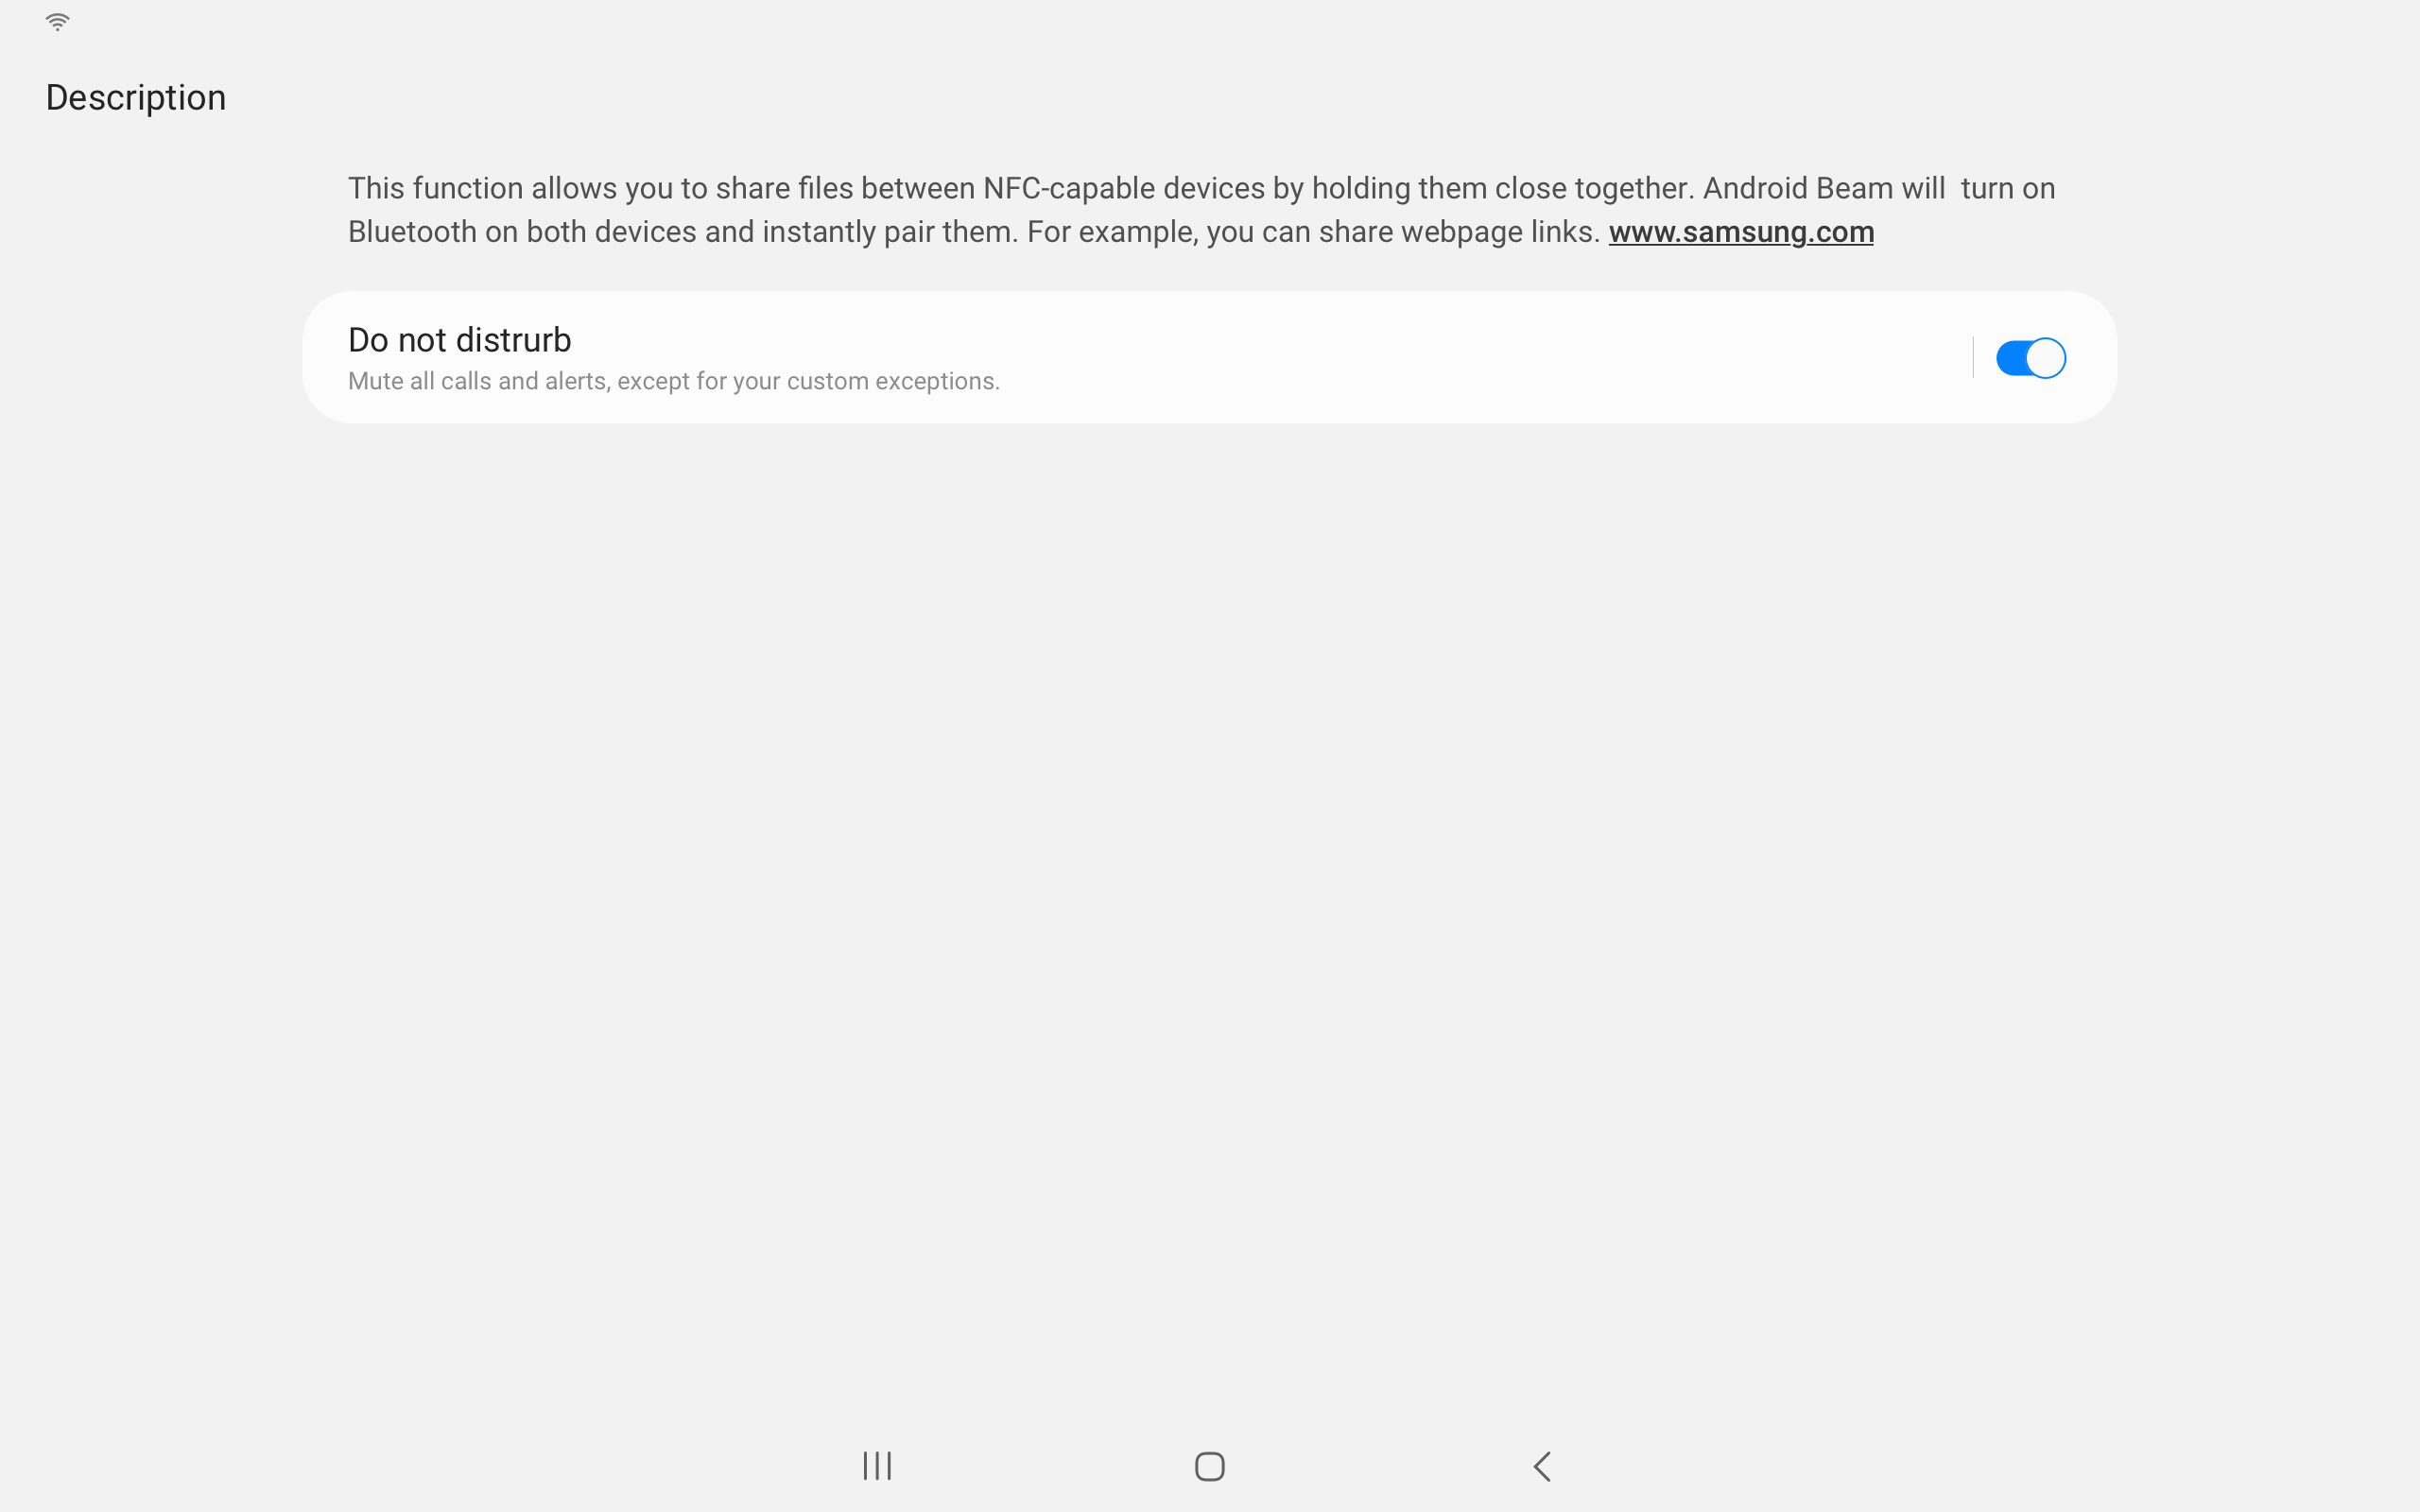 Description
This function allows you to share files between NFC-capable devices by holding them close together. Android Beam will  turn on
Bluetooth on both devices and instantly pair them. For example, you can share webpage links. www.samsung.com
Do not distrurb
Mute all calls and alerts, except for your custom exceptions.